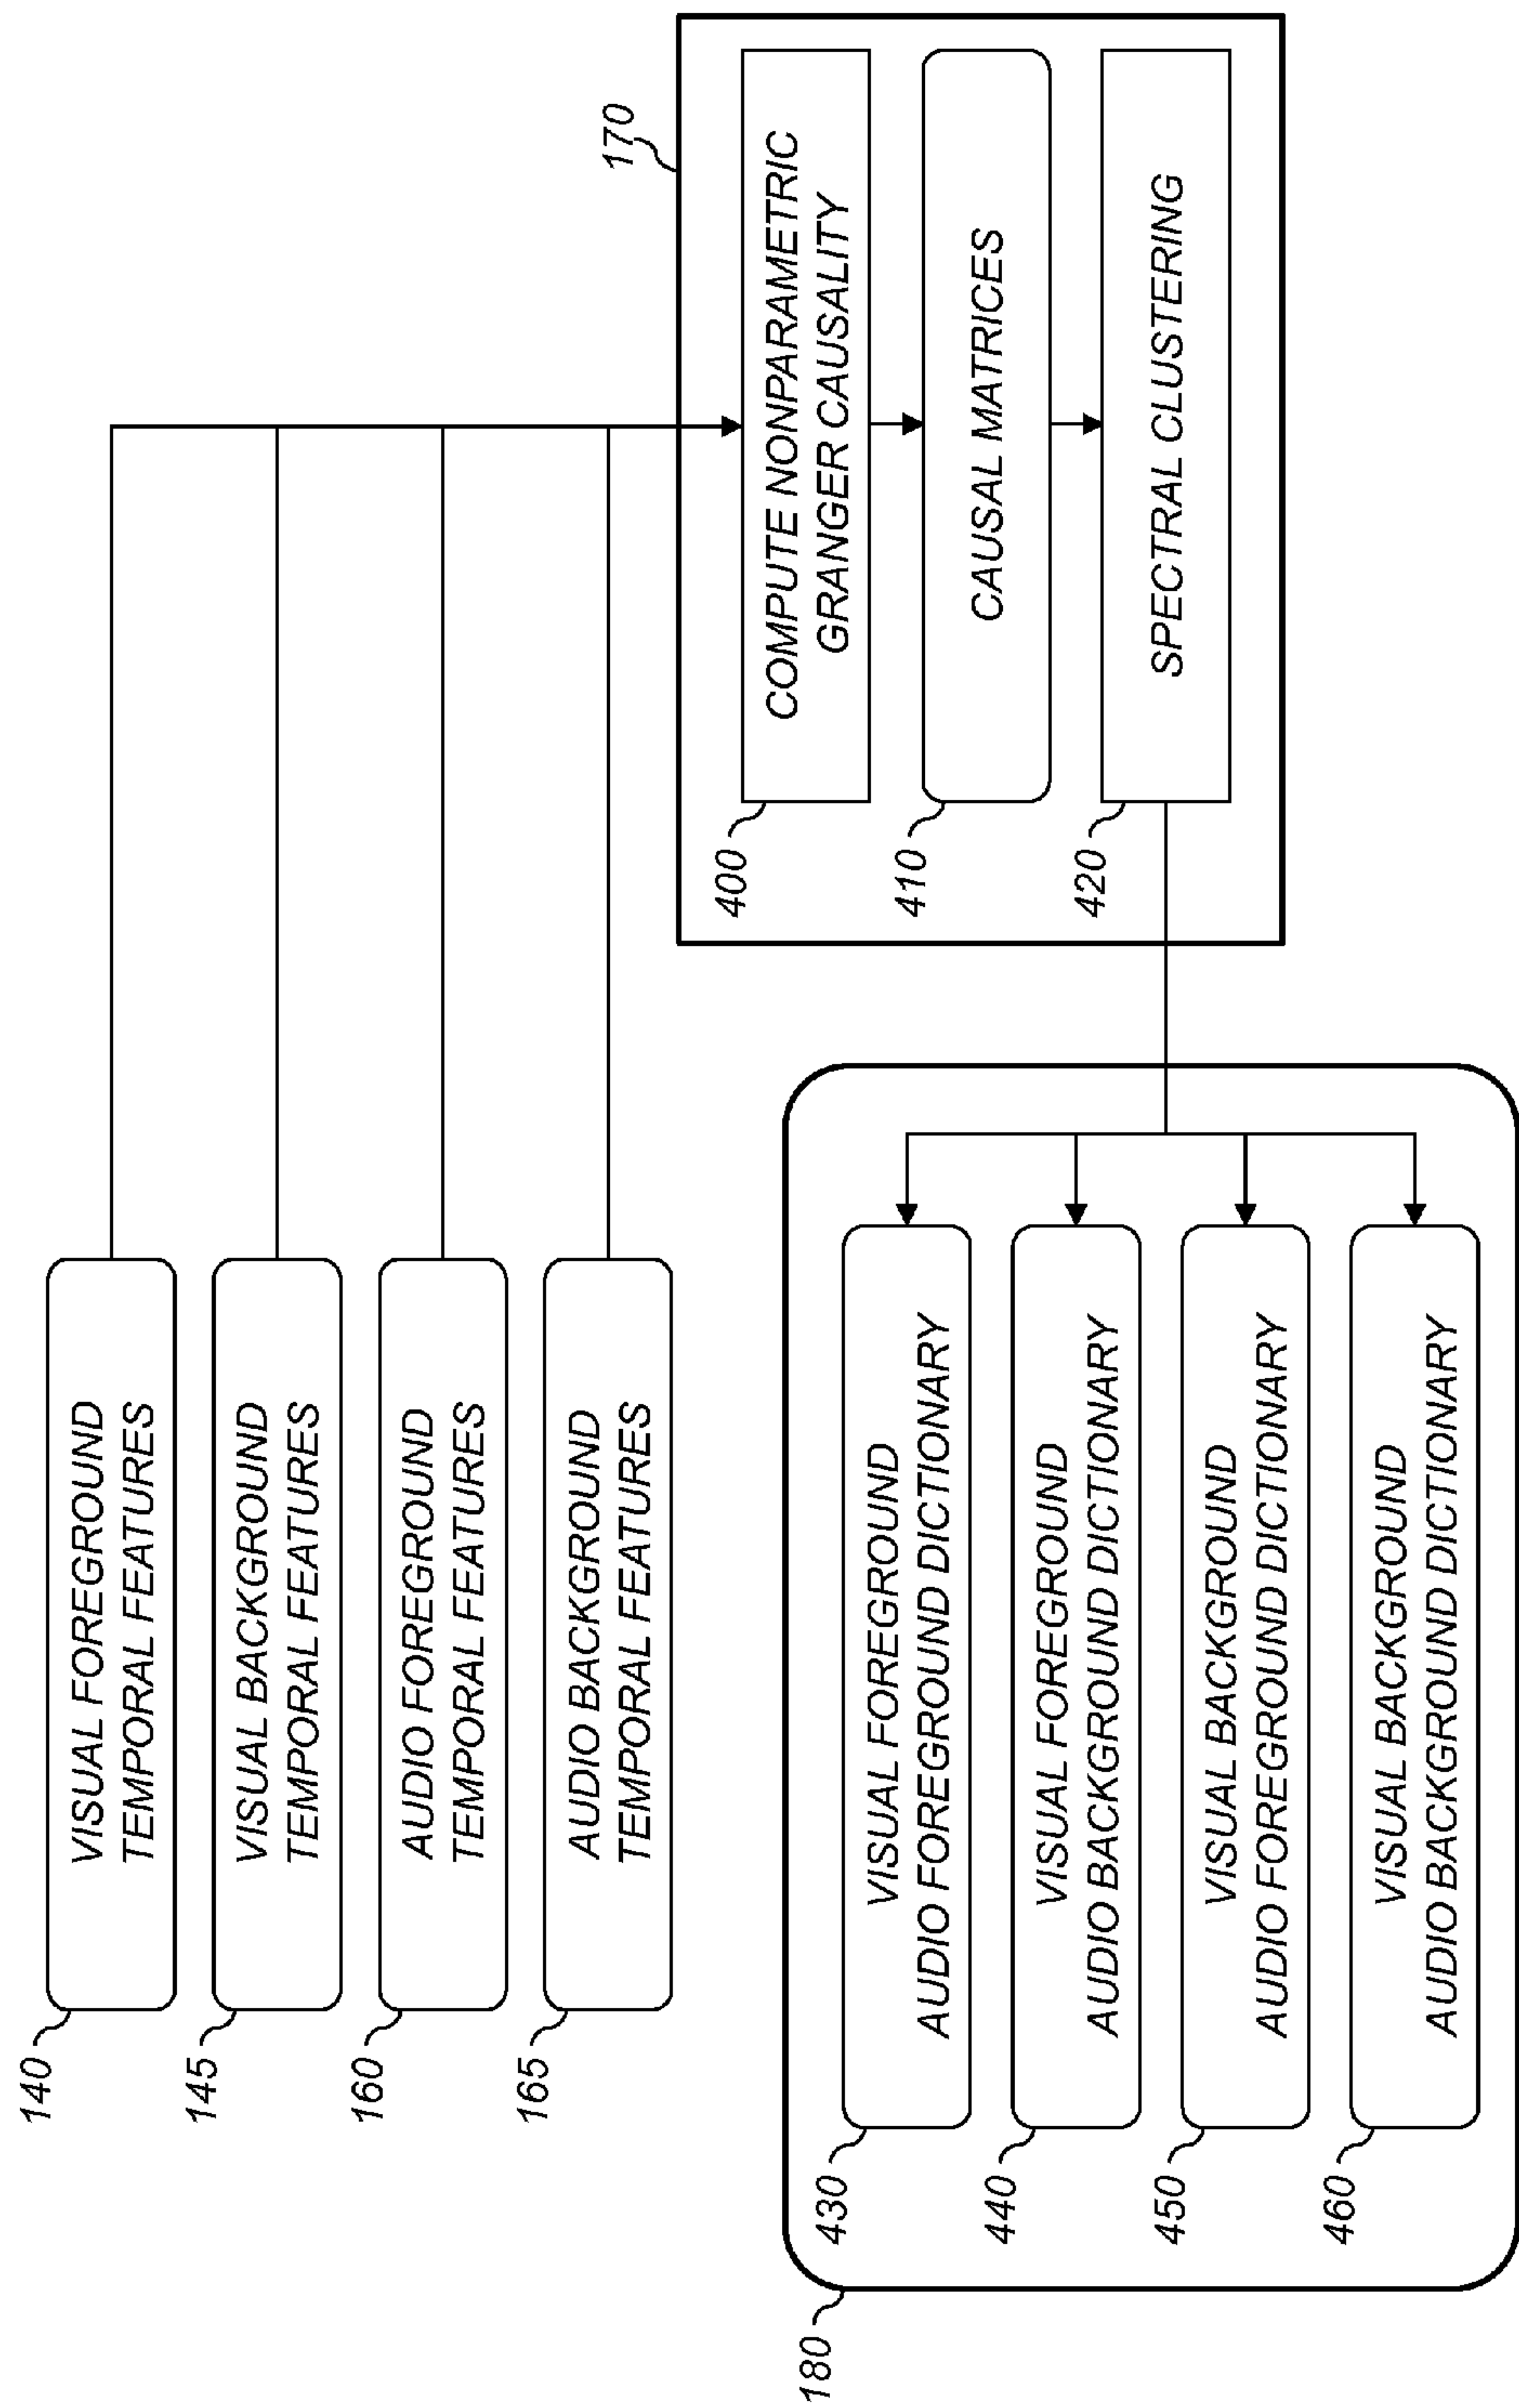 140
VISUAL FOREGROUND
TEMPORAL FEATURES
145
VISUAL BACKGROUND
TEMPORAL FEATURES
160
AUDIO FOREGROUND
TEMPORAL FEATURES
165
AUDIO BACKGROUND
TEMPORAL FEATURES
170
400
COMPUTE NONPARAMETRIC
GRANGER CAUSALITY
410
CAUSAL MATRICES
420
SPECTRAL CLUSTERING
180
430
VISUAL FOREGROUND
AUDIO FOREGROUND DICTIONARY
440
VISUAL FOREGROUND
AUDIO BACKGROUND DICTIONARY
450
VISUAL BACKGROUND
AUDIO FOREGROUND DICTIONARY
460
VISUAL BACKGROUND
AUDIO BACKGROUND DICTIONARY